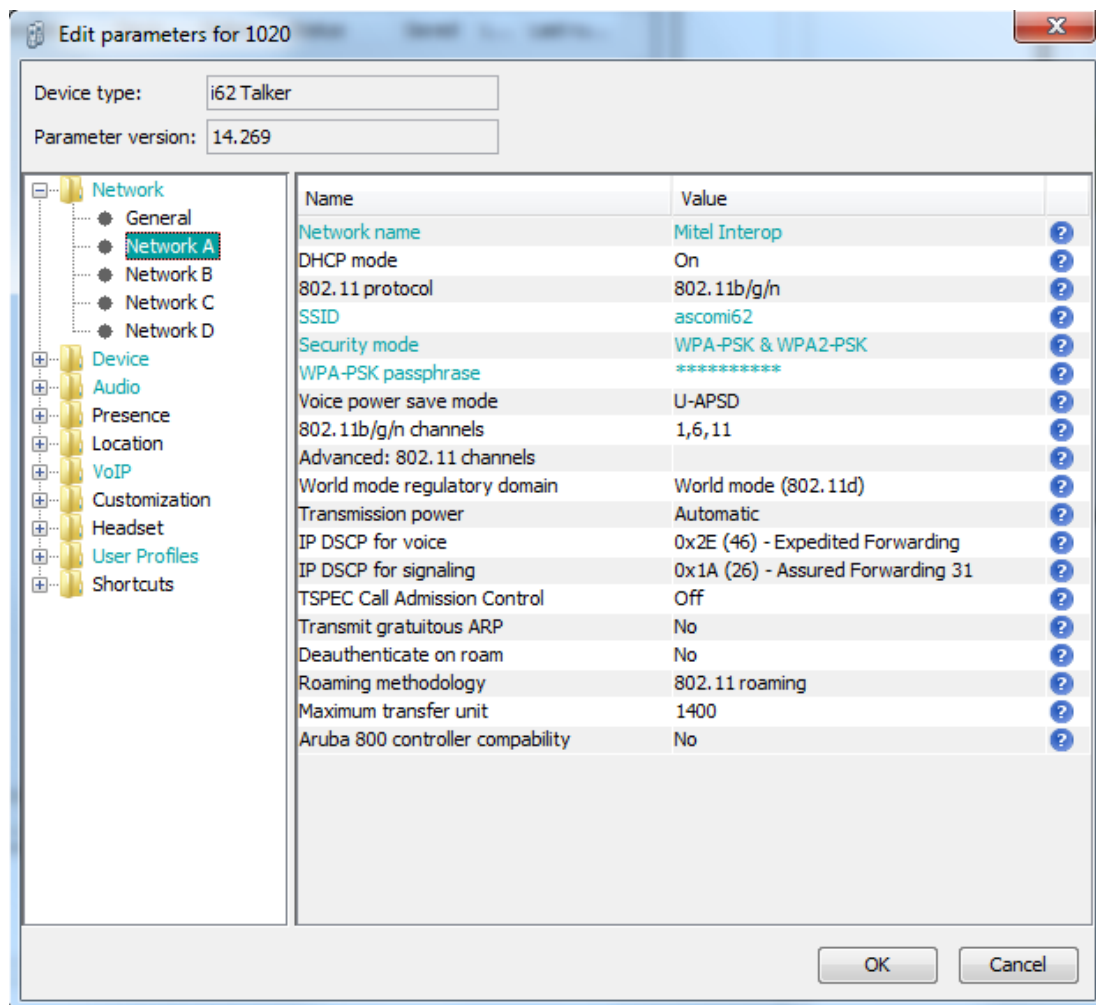 Edit parameters for 1020
Device type: i62 Talker
Parameter version: 14.269
Network
General
Network A
Network B
Network C
Network D
Device
Audio
Presence
Location
VoIP
Customization
Headset
User Profiles
Shortcuts
Name Value
Network name Mitel Interop
DHCP mode On
802.11 protocol 802.11b/g/n
SSID ascomi62
Security mode WPA-PSK & WPA2-PSK
WPA-PSK passphrase **********
Voice power save mode U-APSD
802.11b/g/n channels 1,6,11
Advanced: 802.11 channels
World mode regulatory domain World mode (802.11d)
Transmission power Automatic
IP DSCP for voice 0x2E (46) - Expedited Forwarding
IP DSCP for signaling 0x1A (26) - Assured Forwarding 31
TSPEC Call Admission Control Off
Transmit gratuitous ARP No
Deauthenticate on roam No
Roaming methodology 802.11 roaming
Maximum transfer unit 1400
Aruba 800 controller compability No
OK Cancel